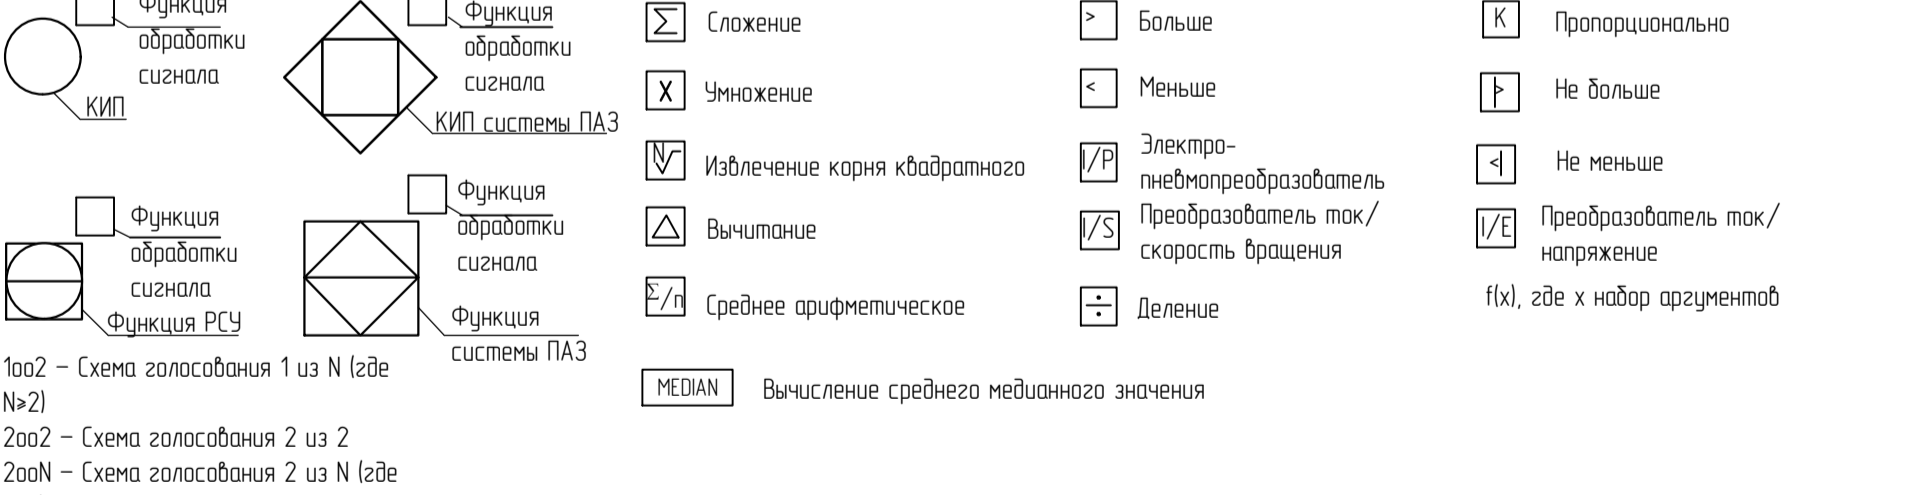 Функция
обработки
сигнала
КИП
Функция
обработки
сигнала
КИП системы ПАЗ
Функция
обработки
сигнала
Функция РСУ
Функция
обработки
сигнала
Функция
системы ПАЗ
1оо2 – Схема голосования 1 из N (где
N≥2)
2оо2 – Схема голосования 2 из 2
2ооN – Схема голосования 2 из N (где
Σ Сложение
X Умножение
N√ Извлечение корня квадратного
△ Вычитание
Σ/n Среднее арифметическое
MEDIAN Вычисление среднего медианного значения
> Больше
< Меньше
I/P Электро-
пневмопреобразователь
I/S Преобразователь ток/
скорость вращения
÷ Деление
K Пропорционально
|> Не больше
<| Не меньше
I/E Преобразователь ток/
напряжение
f(x), где x набор аргументов